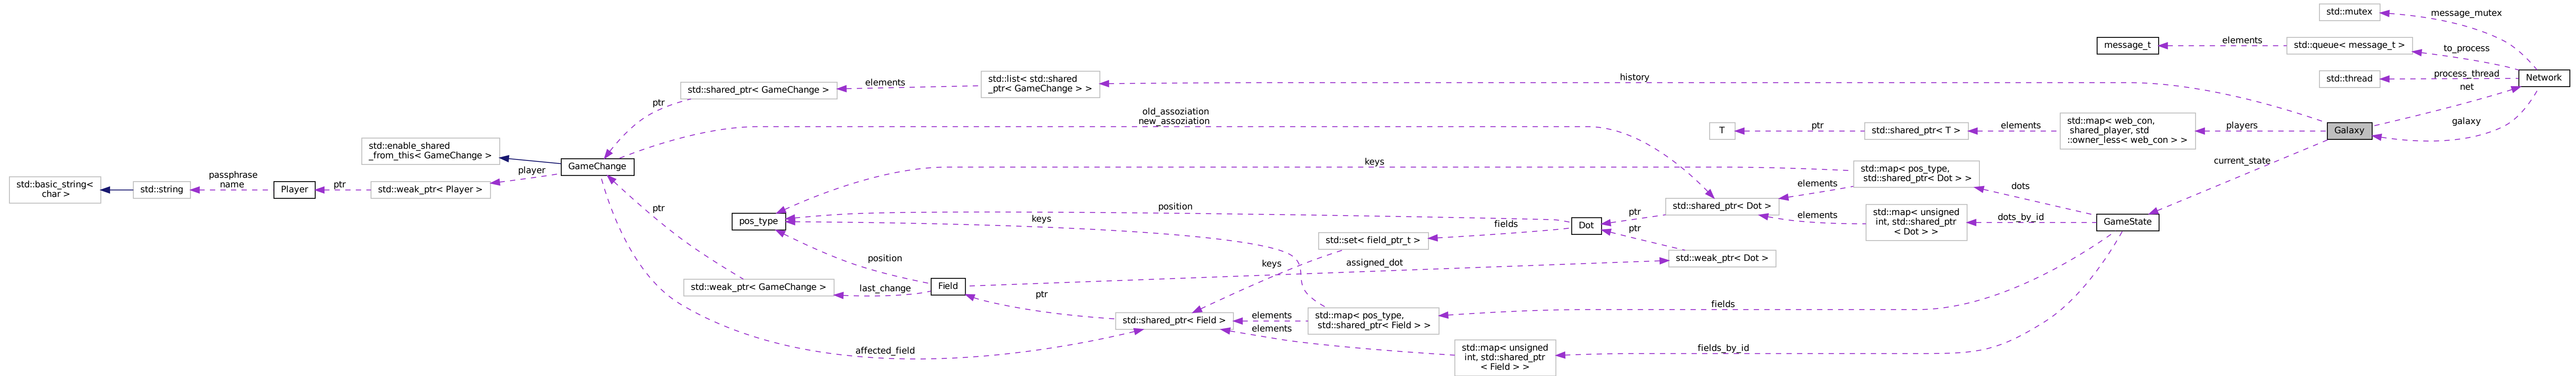 std::mutex
message_mutex
message_t
elements
std::queue< message_t >
to_process
std::thread
process_thread
Network
net
history
std::list< std::shared
_ptr< GameChange > >
elements
std::shared_ptr< GameChange >
ptr
old_assoziation
new_assoziation
T
ptr
std::shared_ptr< T >
elements
std::map< web_con,
shared_player, std
::owner_less< web_con > >
players
Galaxy
galaxy
std::enable_shared
_from_this< GameChange >
GameChange
current_state
keys
std::basic_string<
char >
std::string
passphrase
name
Player
ptr
std::weak_ptr< Player >
player
std::map< pos_type,
std::shared_ptr< Dot > >
elements
dots
ptr
pos_type
position
keys
std::shared_ptr< Dot >
ptr
Dot
elements
std::map< unsigned
int, std::shared_ptr
< Dot > >
dots_by_id
GameState
fields
std::set< field_ptr_t >
ptr
std::weak_ptr< Dot >
position
keys
assigned_dot
std::weak_ptr< GameChange >
last_change
Field
ptr
std::shared_ptr< Field >
elements
elements
std::map< pos_type,
std::shared_ptr< Field > >
fields
affected_field
std::map< unsigned
int, std::shared_ptr
< Field > >
fields_by_id